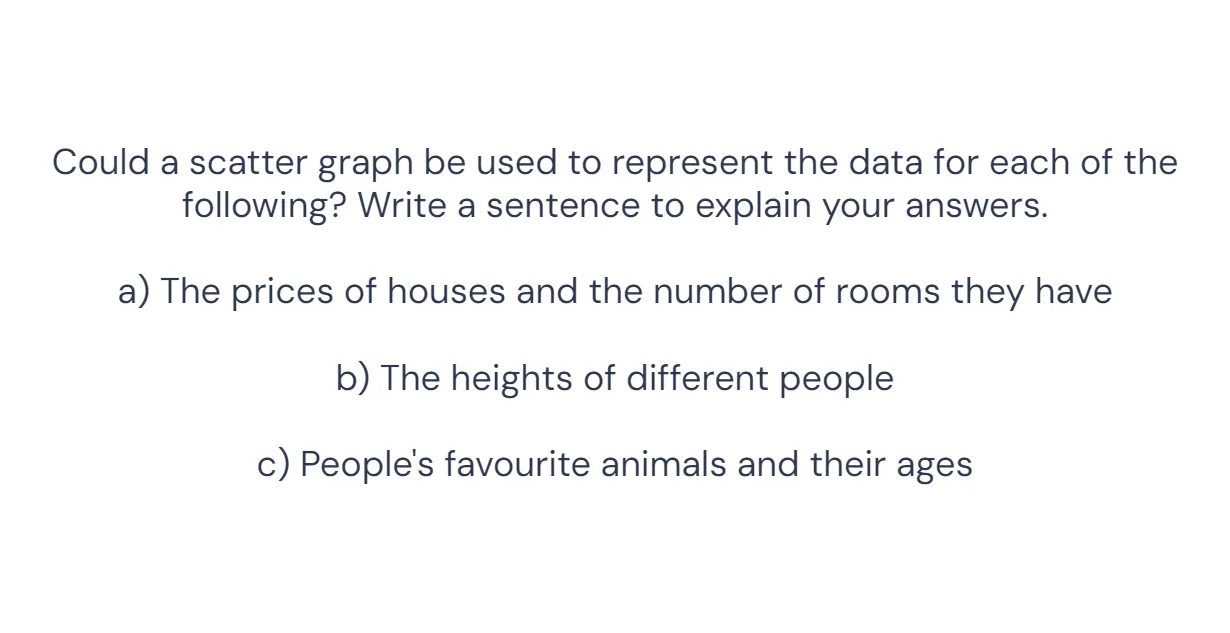 Could a scatter graph be used to represent the data for each of the
following? Write a sentence to explain your answers.
a) The prices of houses and the number of rooms they have
b) The heights of different people
c) People's favourite animals and their ages